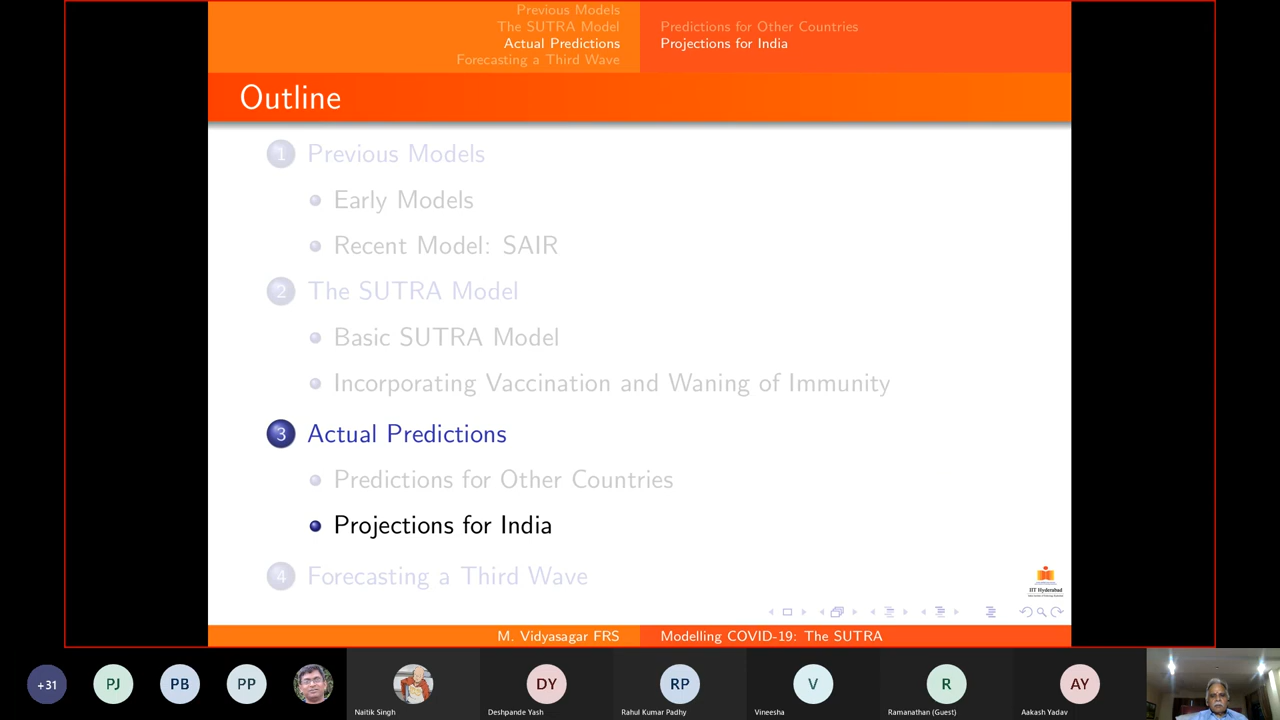 Previous Models
The SUTRA Model
Actual Predictions
Forecasting a Third Wave
Predictions for Other Countries
Projections for India
Outline
1 Previous Models
Early Models
Recent Model: SAIR
2 The SUTRA Model
Basic SUTRA Model
Incorporating Vaccination and Waning of Immunity
3 Actual Predictions
Predictions for Other Countries
Projections for India
4 Forecasting a Third Wave
IIT Hyderabad
M. Vidyasagar FRS
Modelling COVID-19: The SUTRA
+31
PJ
PB
PP
Naitik Singh
DY
Deshpande Yash
RP
Rahul Kumar Padhy
V
Vineesha
R
Ramanathan (Guest)
AY
Aakash Yadav